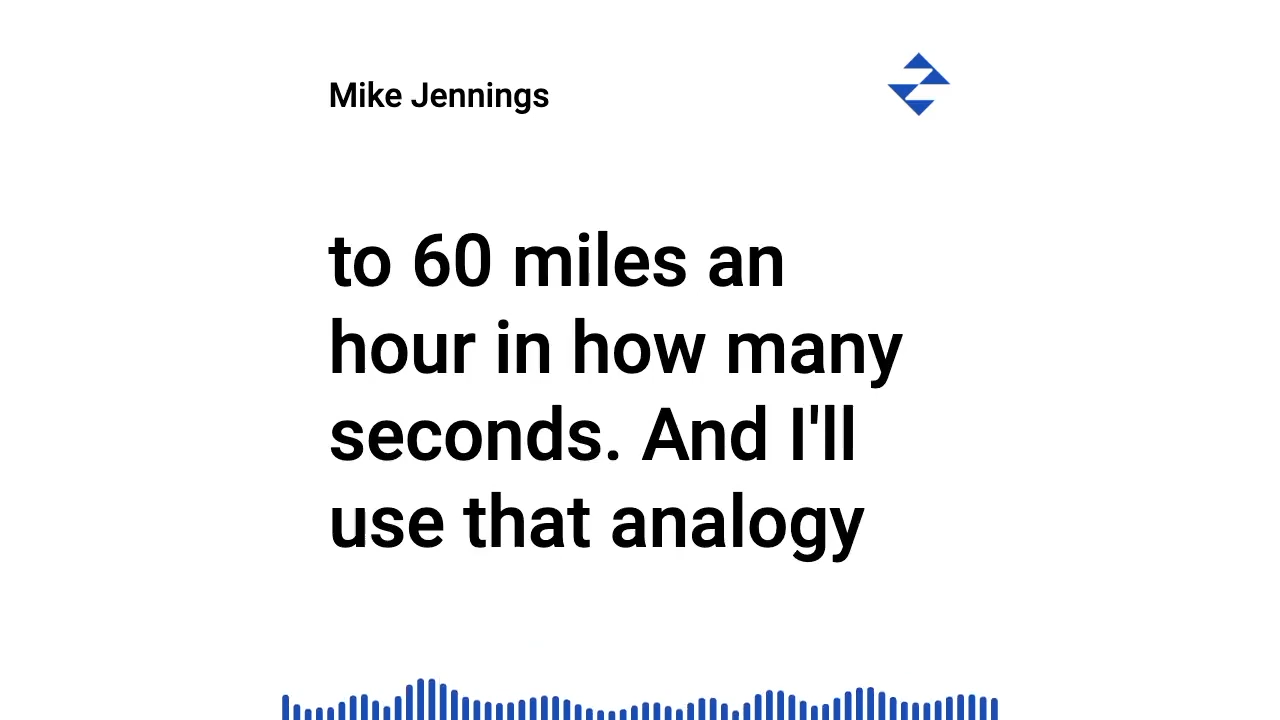 Mike Jennings
to 60 miles an
hour in how many
seconds. And I'll
use that analogy